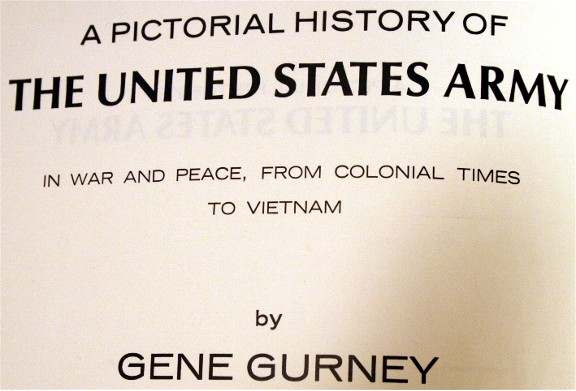 A PICTORIAL HISTORY OF
THE UNITED STATES ARMY
IN WAR AND PEACE, FROM COLONIAL TIMES
TO VIETNAM
by
GENE GURNEY